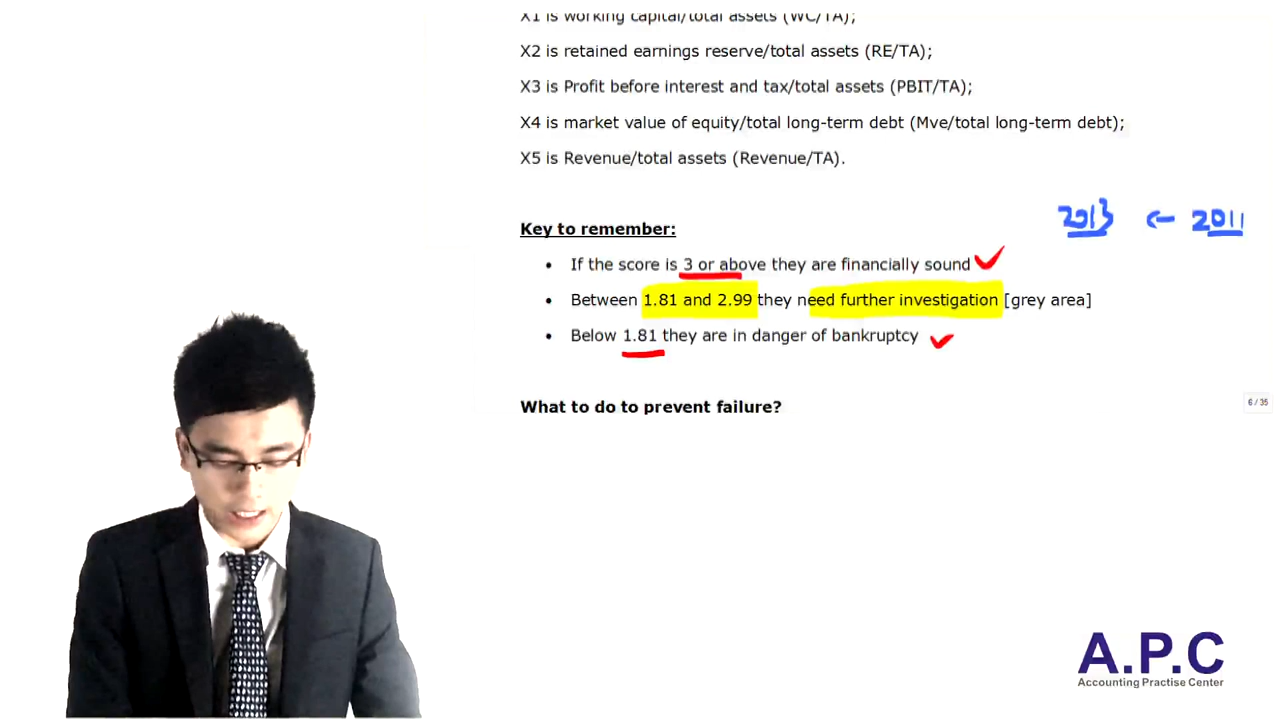 X1 is working capital/total assets (WC/TA);
X2 is retained earnings reserve/total assets (RE/TA);
X3 is Profit before interest and tax/total assets (PBIT/TA);
X4 is market value of equity/total long-term debt (Mve/total long-term debt);
X5 is Revenue/total assets (Revenue/TA).
2013 ← 2011
Key to remember:
• If the score is 3 or above they are financially sound
• Between 1.81 and 2.99 they need further investigation [grey area]
• Below 1.81 they are in danger of bankruptcy
What to do to prevent failure?
6 / 35
A.P.C
Accounting Practise Center